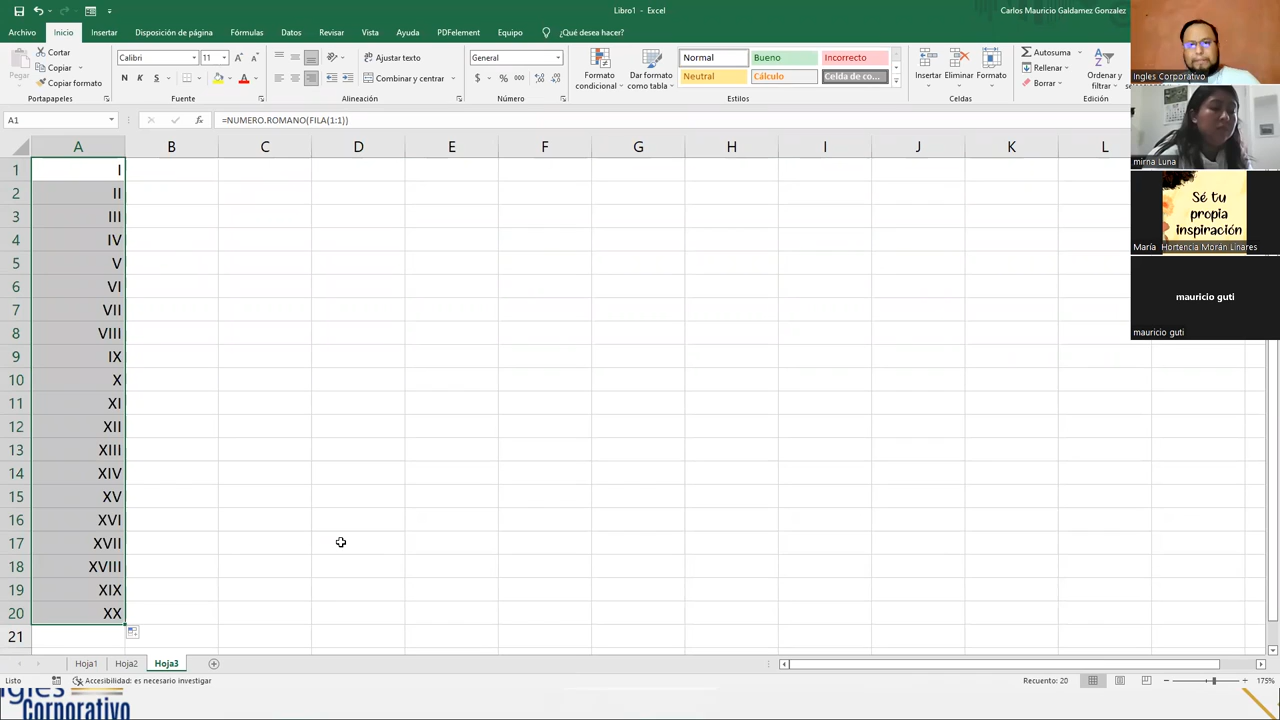 Libro1 - Excel
Carlos Mauricio Galdamez Gonzalez
Archivo Inicio Insertar Disposición de página Fórmulas Datos Revisar Vista Ayuda PDFelement Equipo ¿Qué desea hacer?
Pegar
Cortar
Copiar
Copiar formato
Portapapeles
Calibri 11
N K S
Fuente
Ajustar texto
Combinar y centrar
Alineación
General
$ % 000
Número
Formato condicional
Dar formato como tabla
Normal Bueno Incorrecto
Neutral Cálculo Celda de co...
Estilos
Insertar Eliminar Formato
Celdas
Autosuma
Rellenar
Borrar
Ordenar y
Edición
A1 fx =NUMERO.ROMANO(FILA(1:1))
A B C D E F G H I J K L
1 I
2 II
3 III
4 IV
5 V
6 VI
7 VII
8 VIII
9 IX
10 X
11 XI
12 XII
13 XIII
14 XIV
15 XV
16 XVI
17 XVII
18 XVIII
19 XIX
20 XX
21
Ingles Corporativo
mirna Luna
Sé tu
propia
inspiración
María Hortencia Morán Linares
mauricio guti
mauricio guti
Hoja1 Hoja2 Hoja3
Listo Accesibilidad: es necesario investigar Recuento: 20 175%
Ingles
Corporativo